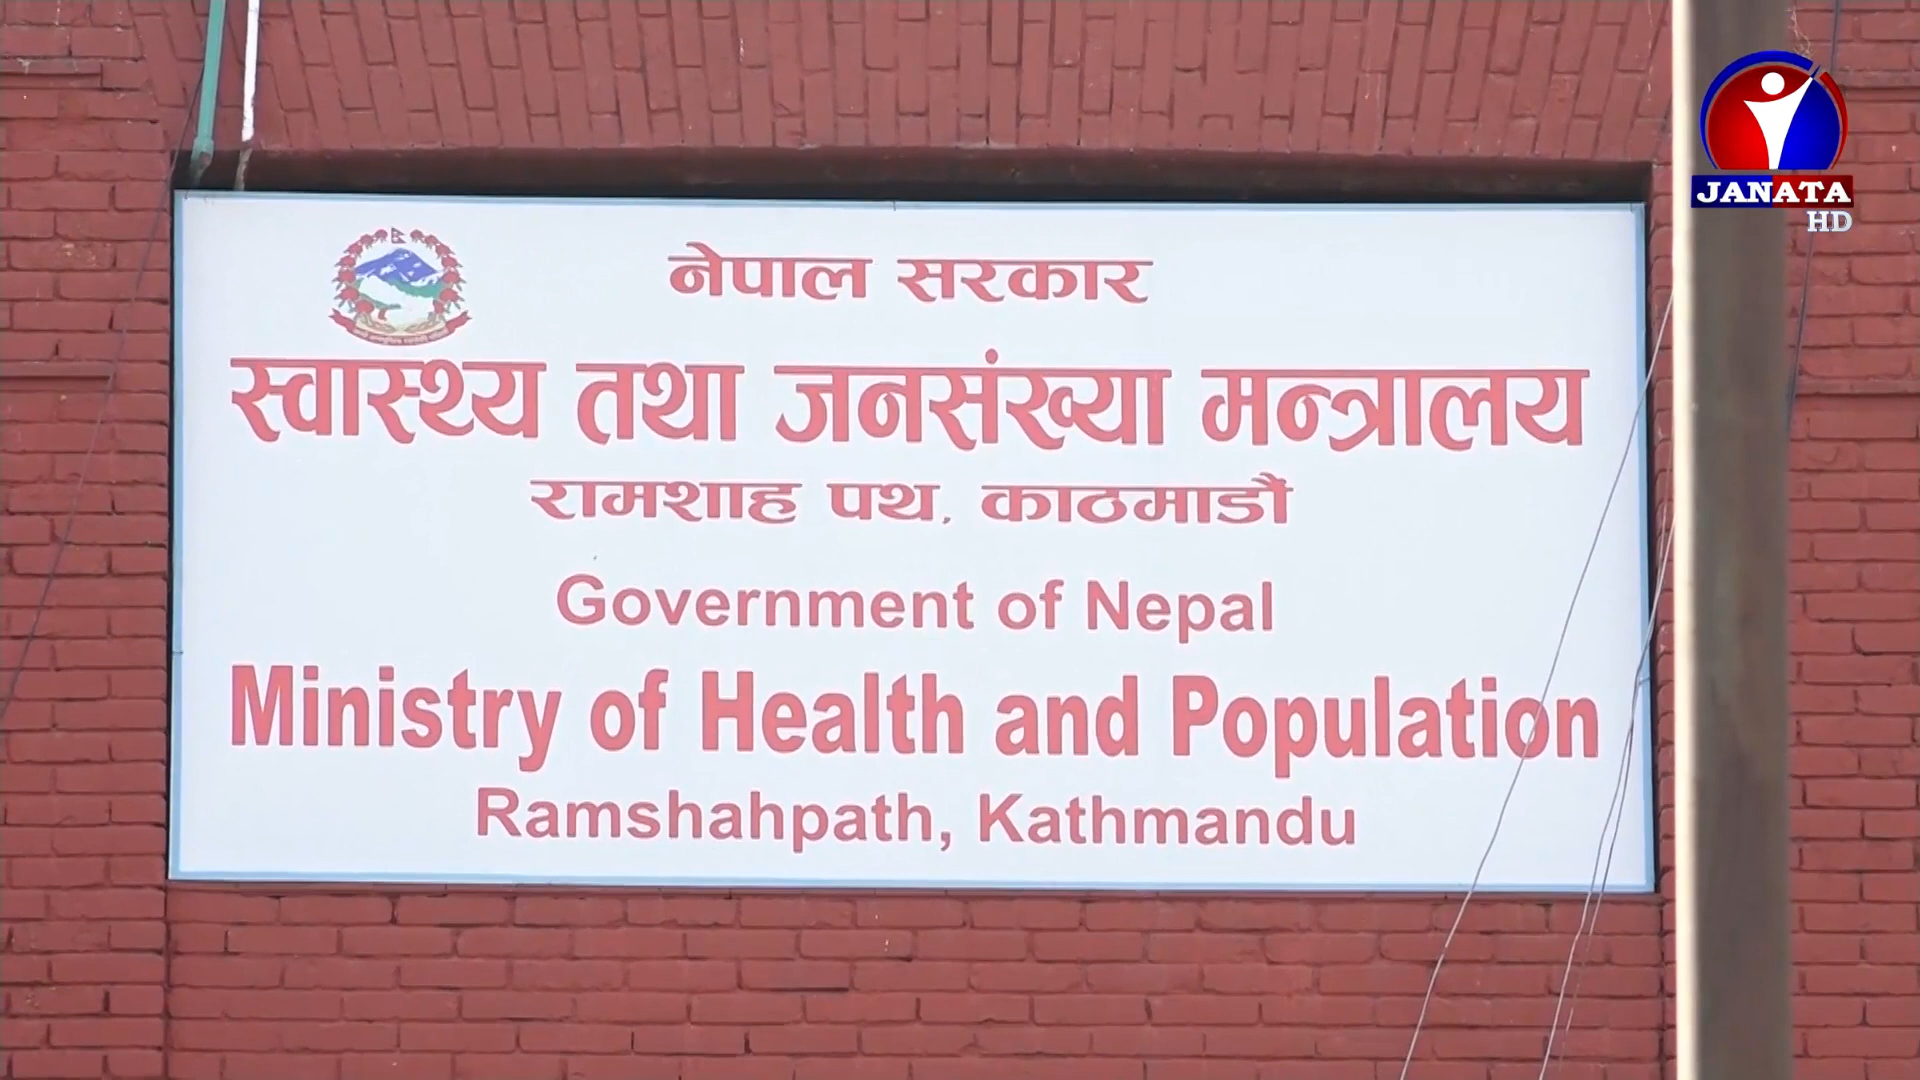 नेपाल सरकार
स्वास्थ्य तथा जनसंख्या मन्त्रालय
रामशाह पथ, काठमाडौं
Government of Nepal
Ministry of Health and Population
Ramshahpath, Kathmandu
JANATA
HD